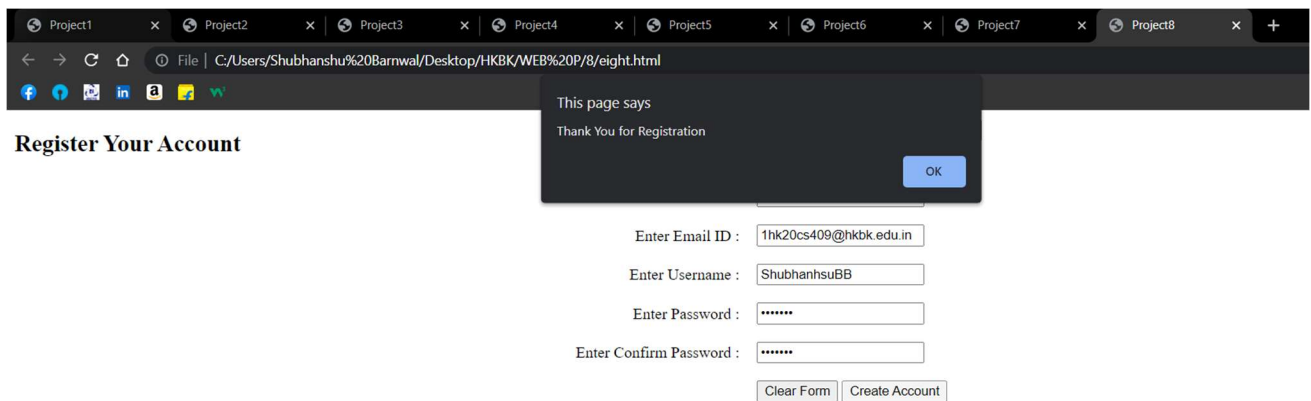 Project1 Project2 Project3 Project4 Project5 Project6 Project7 Project8
File C:/Users/Shubhanshu%20Barnwal/Desktop/HKBK/WEB%20P/8/eight.html
in a
This page says
Thank You for Registration
OK
Register Your Account
Enter Email ID : 1hk20cs409@hkbk.edu.in
Enter Username : ShubhanhsuBB
Enter Password : •••••••
Enter Confirm Password : •••••••
Clear Form Create Account